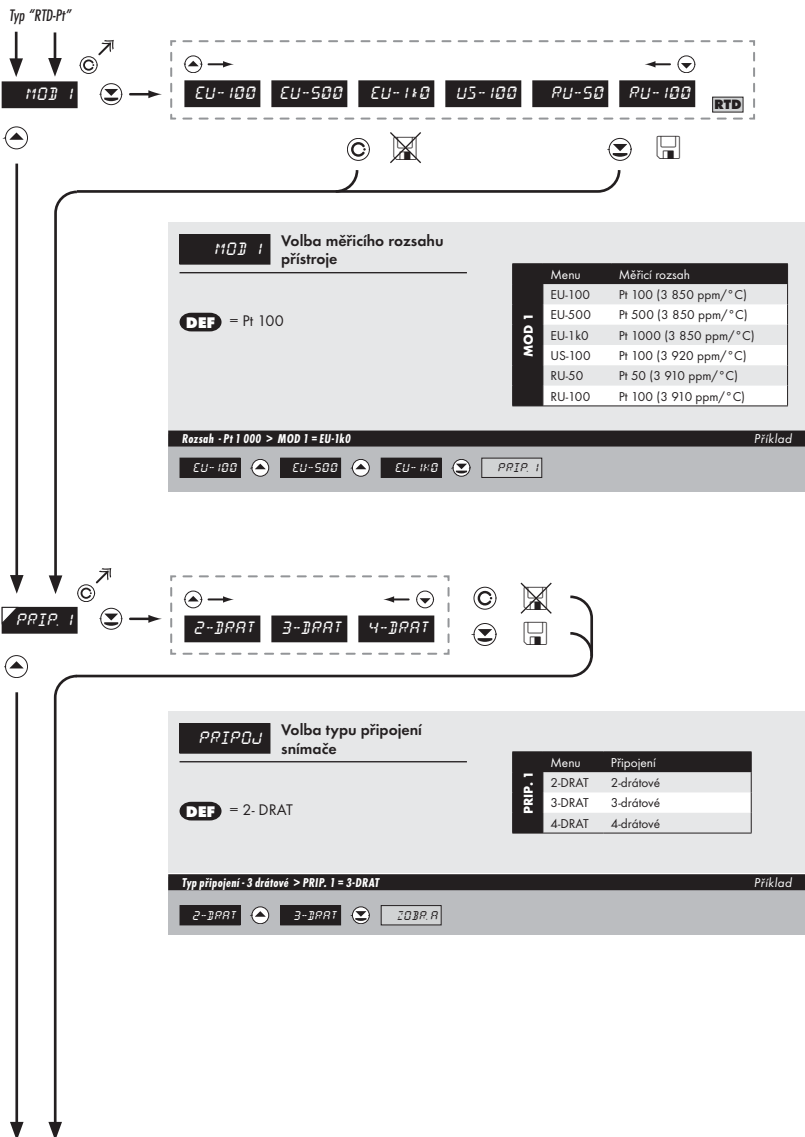 Typ "RTD-Pt"
MOD 1
EU-100 EU-500 EU-1k0 US-100 RU-50 RU-100
RTD
MOD 1
Volba měřicího rozsahu
přístroje
DEF = Pt 100
MOD 1
Menu Měřicí rozsah
EU-100 Pt 100 (3 850 ppm/°C)
EU-500 Pt 500 (3 850 ppm/°C)
EU-1k0 Pt 1000 (3 850 ppm/°C)
US-100 Pt 100 (3 920 ppm/°C)
RU-50 Pt 50 (3 910 ppm/°C)
RU-100 Pt 100 (3 910 ppm/°C)
Rozsah - Pt 1 000 > MOD 1 = EU-1k0 Příklad
EU-100 EU-500 EU-1K0 PRIP. 1
PRIP. 1
2-DRAT 3-DRAT 4-DRAT
PRIPOJ
Volba typu připojení
snímače
DEF = 2- DRAT
PRIP. 1
Menu Připojení
2-DRAT 2-drátové
3-DRAT 3-drátové
4-DRAT 4-drátové
Typ připojení - 3 drátové > PRIP. 1 = 3-DRAT Příklad
2-DRAT 3-DRAT ZOBR. A